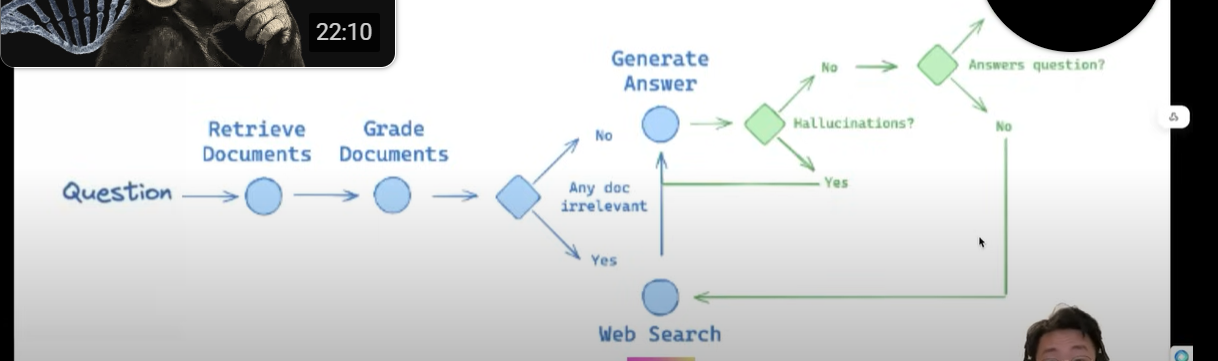 22:10
Generate
Answer
No
Answers question?
Retrieve
Documents
Grade
Documents
No
Hallucinations?
No
Question
Any doc
irrelevant
Yes
Yes
Web Search